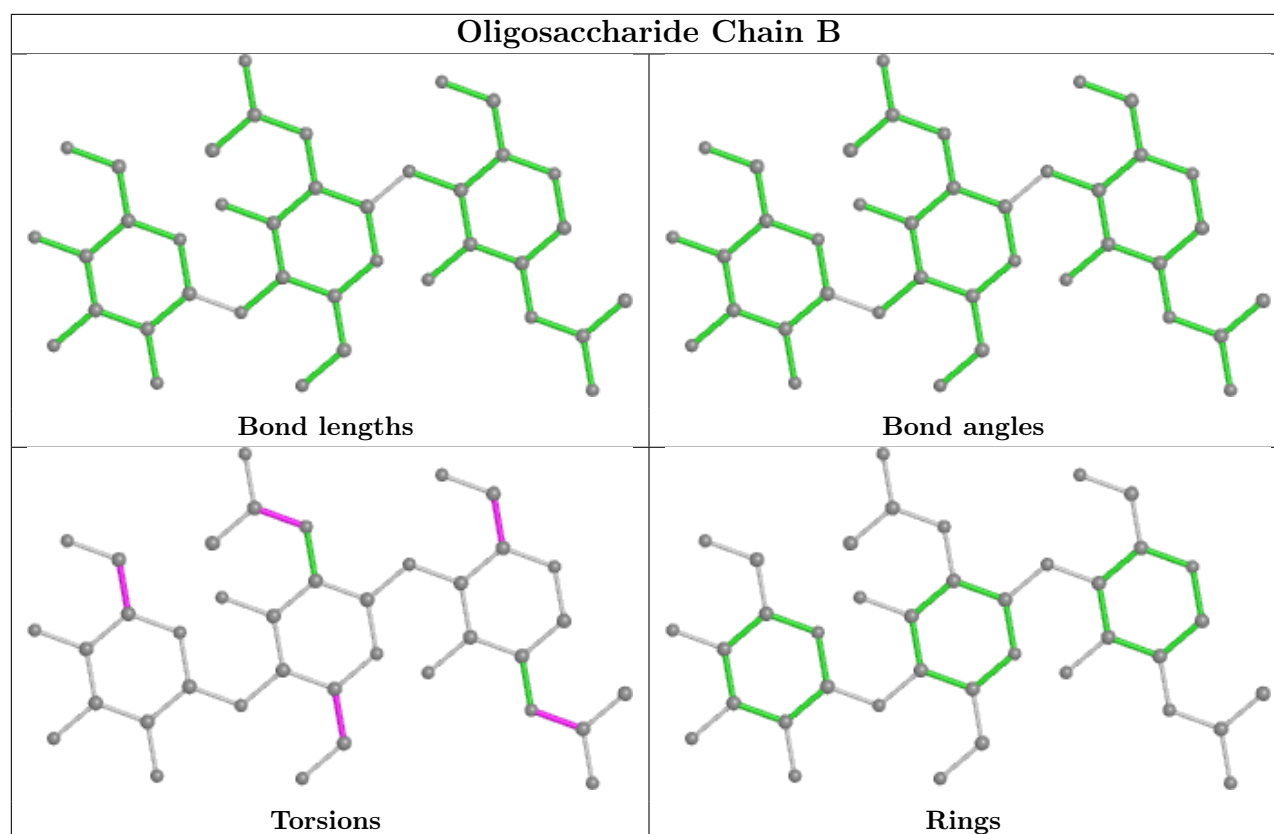 Oligosaccharide Chain B
Bond lengths
Bond angles
Torsions
Rings